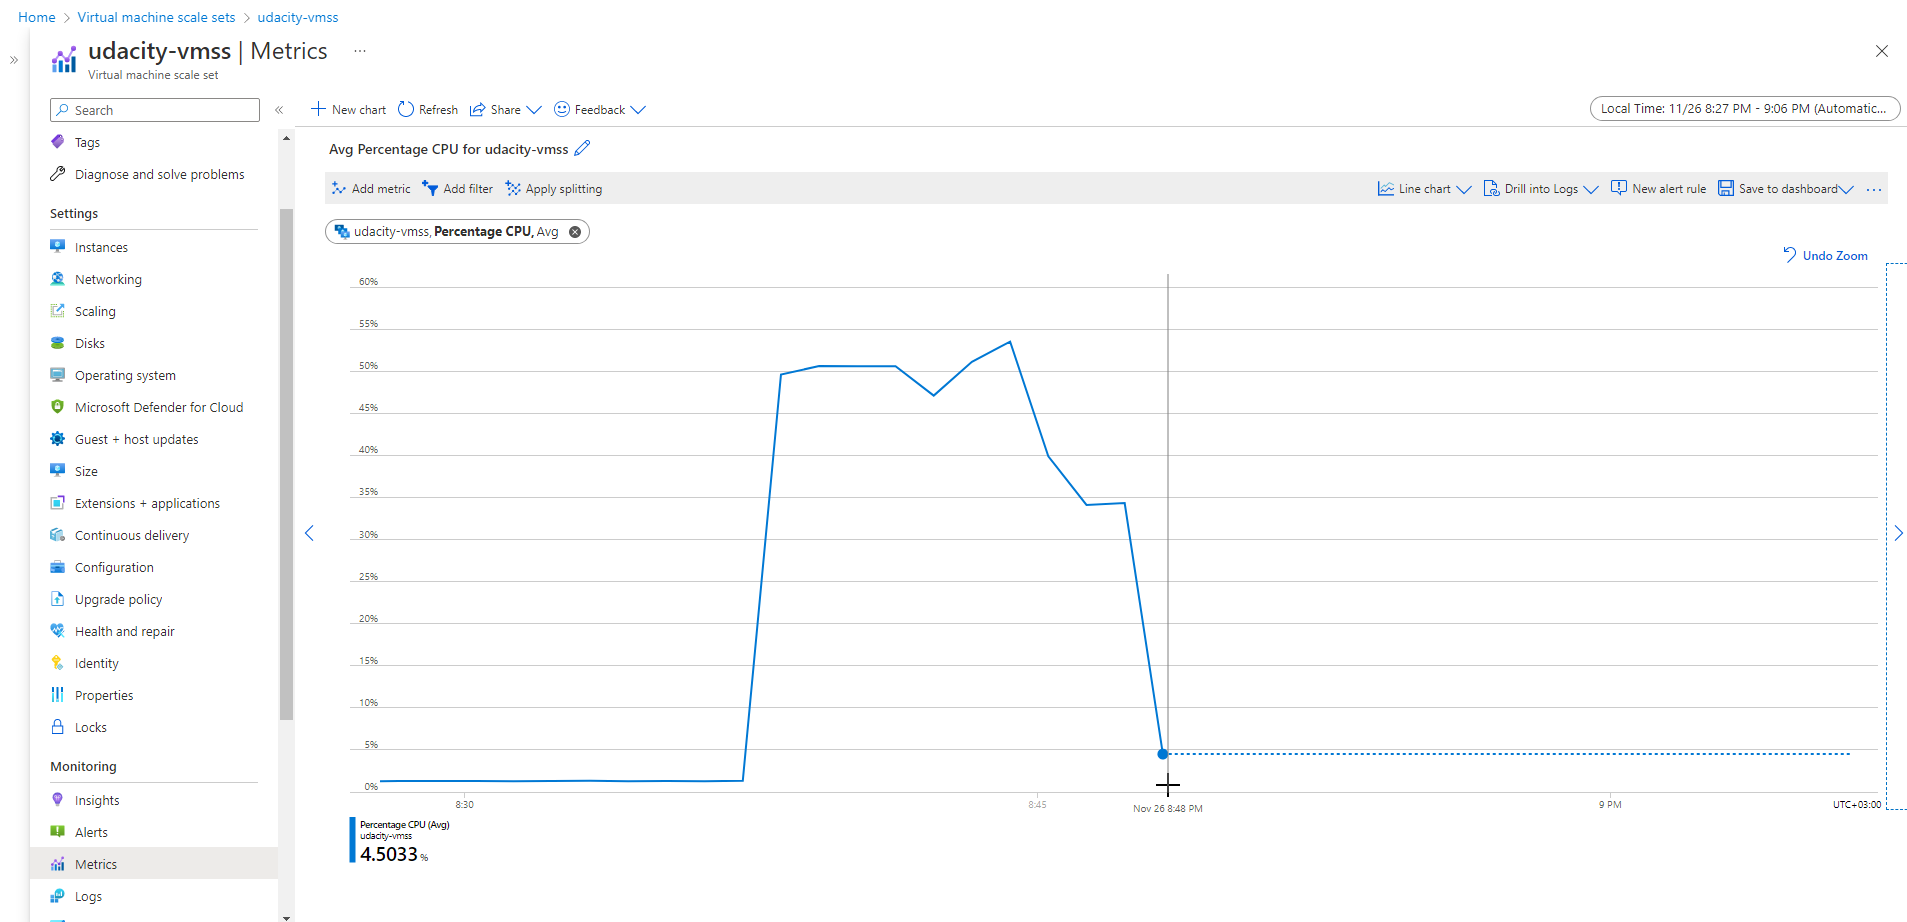 Home > Virtual machine scale sets > udacity-vmss
udacity-vmss | Metrics ...
Virtual machine scale set
Search
Tags
Diagnose and solve problems
Settings
Instances
Networking
Scaling
Disks
Operating system
Microsoft Defender for Cloud
Guest + host updates
Size
Extensions + applications
Continuous delivery
Configuration
Upgrade policy
Health and repair
Identity
Properties
Locks
Monitoring
Insights
Alerts
Metrics
Logs
New chart Refresh Share Feedback
Local Time: 11/26 8:27 PM - 9:06 PM (Automatic...
Avg Percentage CPU for udacity-vmss
Add metric Add filter Apply splitting
Line chart Drill into Logs New alert rule Save to dashboard ...
udacity-vmss, Percentage CPU, Avg
Undo Zoom
60%
55%
50%
45%
40%
35%
30%
25%
20%
15%
10%
5%
0%
8:30 8:45 Nov 26 8:48 PM 9 PM UTC+03:00
Percentage CPU (Avg)
udacity-vmss
4.5033 %